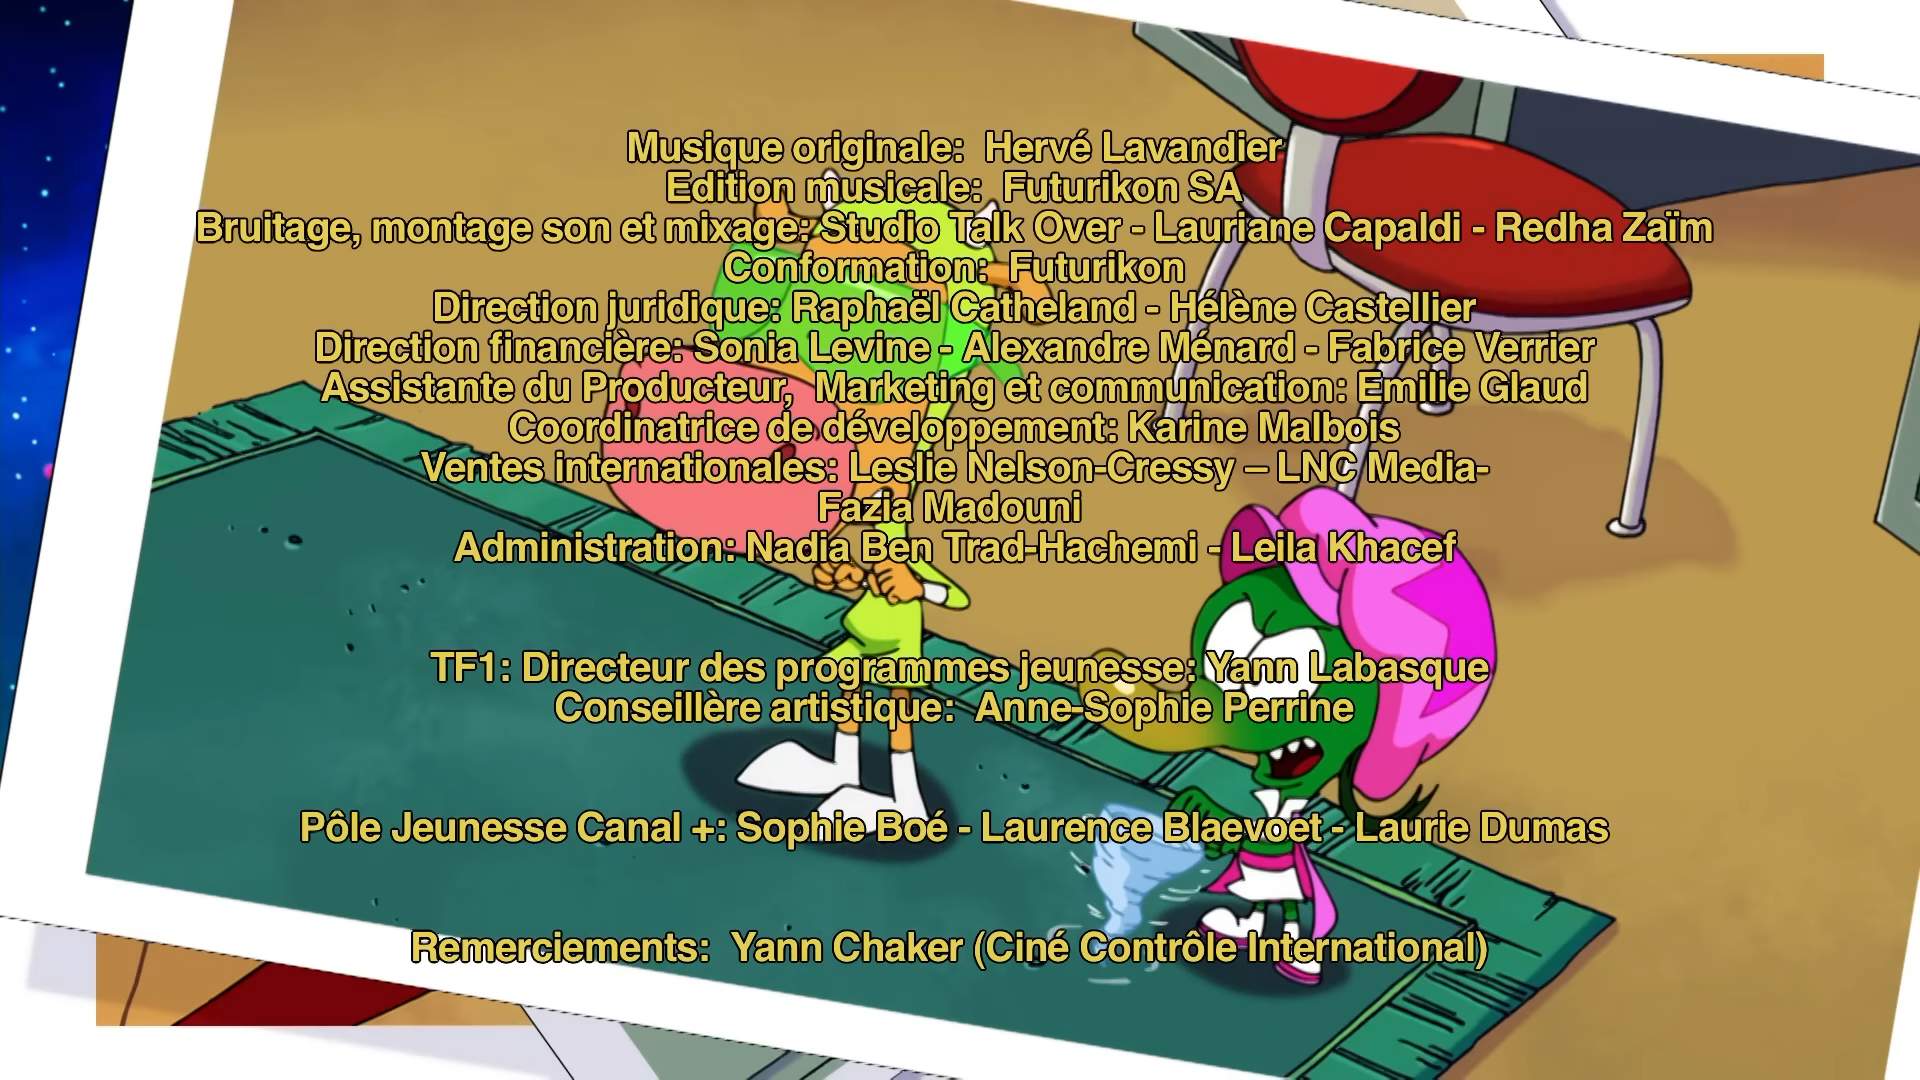 Musique originale:  Hervé Lavandier
Edition musicale:  Futurikon SA
Bruitage, montage son et mixage: Studio Talk Over - Lauriane Capaldi - Redha Zaïm
Conformation:  Futurikon
Direction juridique: Raphaël Catheland - Hélène Castellier
Direction financière: Sonia Levine - Alexandre Ménard - Fabrice Verrier
Assistante du Producteur,  Marketing et communication: Emilie Glaud
Coordinatrice de développement: Karine Malbois
Ventes internationales: Leslie Nelson-Cressy – LNC Media-
Fazia Madouni
Administration: Nadia Ben Trad-Hachemi - Leila Khacef
TF1: Directeur des programmes jeunesse: Yann Labasque
Conseillère artistique:  Anne-Sophie Perrine
Pôle Jeunesse Canal +: Sophie Boé - Laurence Blaevoet - Laurie Dumas
Remerciements:  Yann Chaker (Ciné Contrôle International)